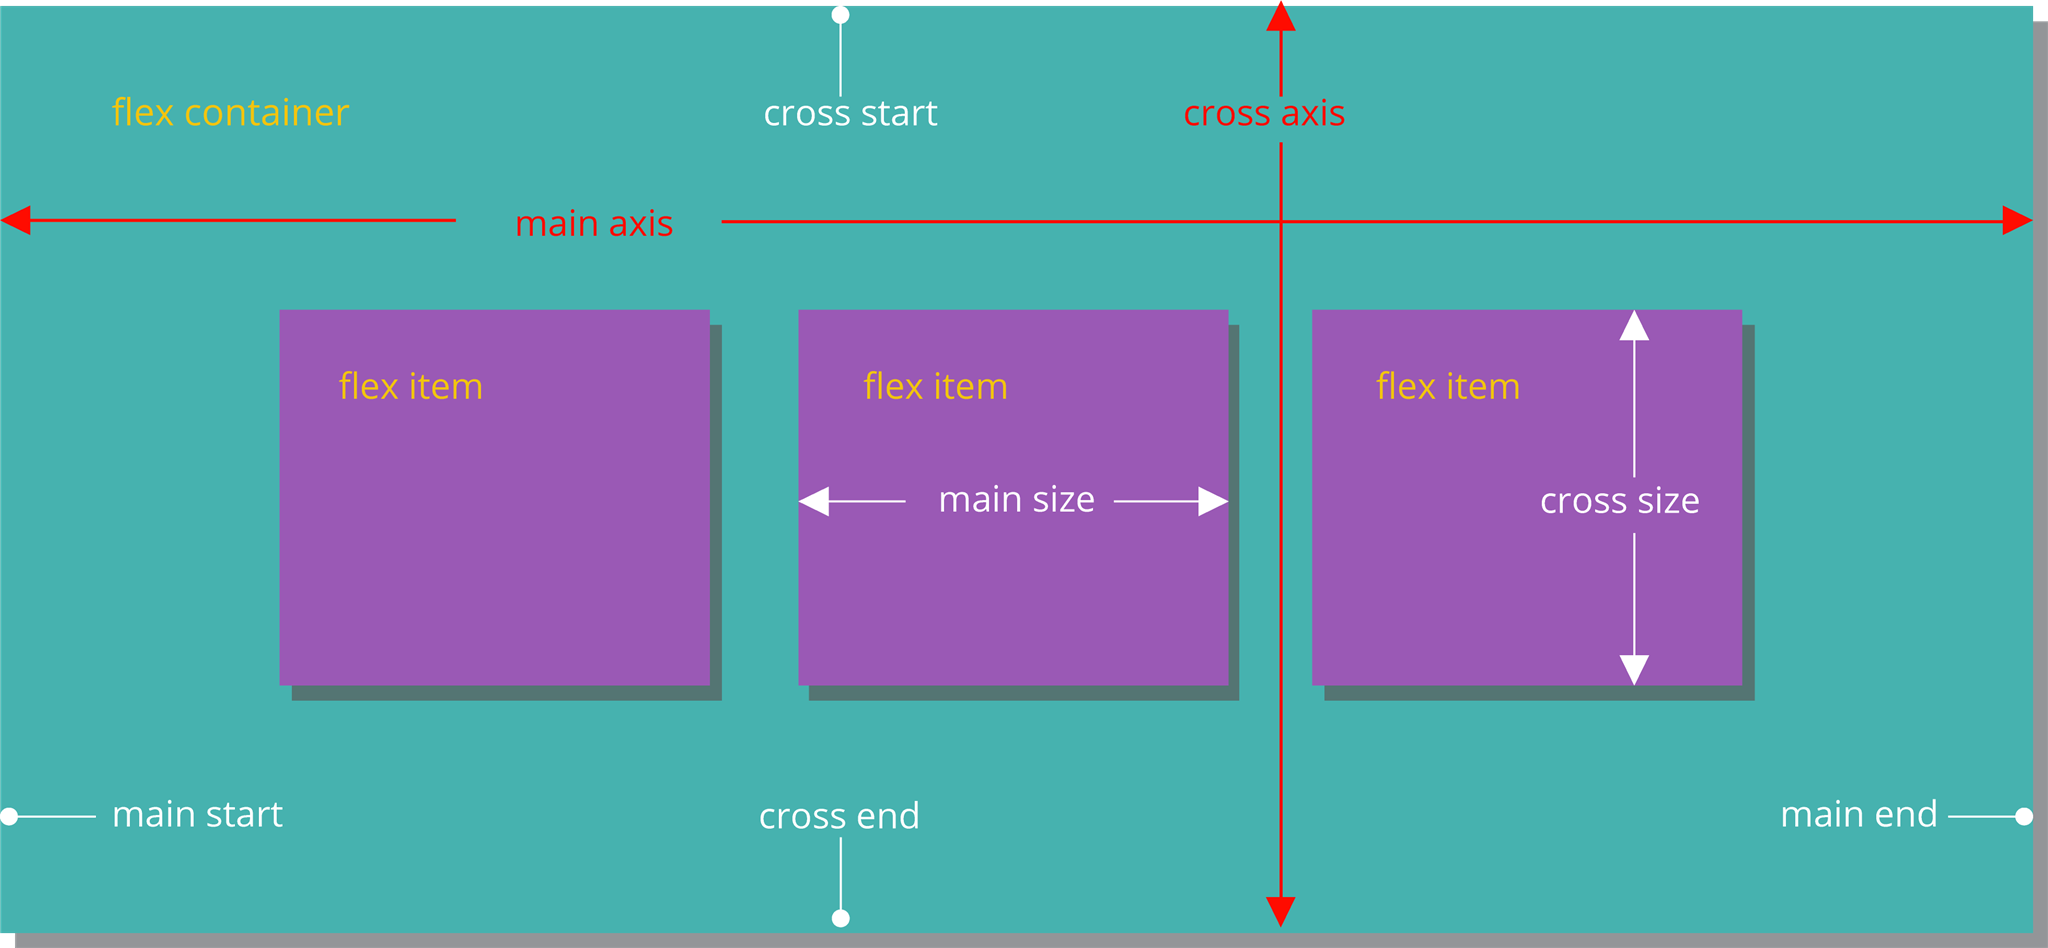 flex container
cross start
cross axis
main axis
flex item
flex item
flex item
main size
cross size
main start
cross end
main end